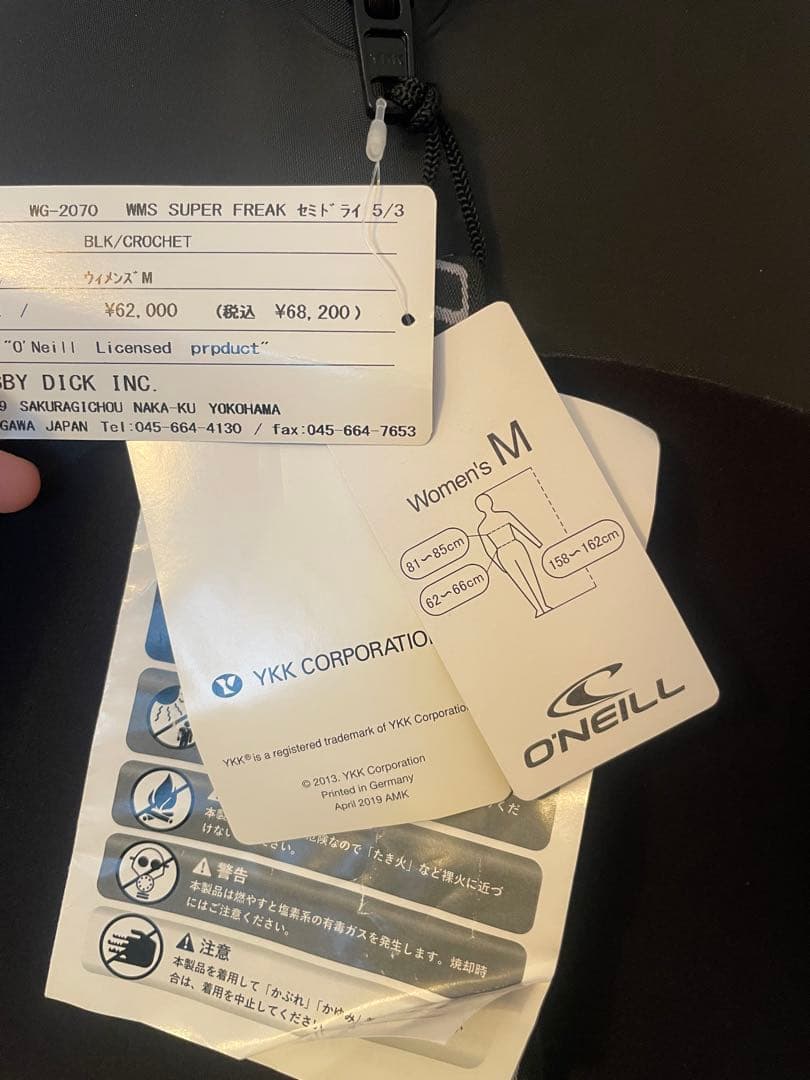 WG-2070 WMS SUPER FREAK ｾﾐﾄﾞﾗｲ 5/3
BLK/CROCHET
ｳｨﾒﾝｽﾞM
/ ¥62,000 (税込 ¥68,200)
"O'Neill Licensed prpduct"
BY DICK INC.
9 SAKURAGICHOU NAKA-KU YOKOHAMA
GAWA JAPAN Tel:045-664-4130 / fax:045-664-7653
Women's M
81〜85cm
62〜66cm
158〜162cm
O'NEILL
YKK CORPORATION
YKK® is a registered trademark of YKK Corporation
© 2013. YKK Corporation
Printed in Germany
April 2019 AMK
なので「たき火」など裸火に近づ
警告
本製品は燃やすと塩素系の有毒ガスを発生します。焼却時
にはご注意ください。
注意
本製品を着用して「かぶれ」「かゆみ」
合は、着用を中止してください。